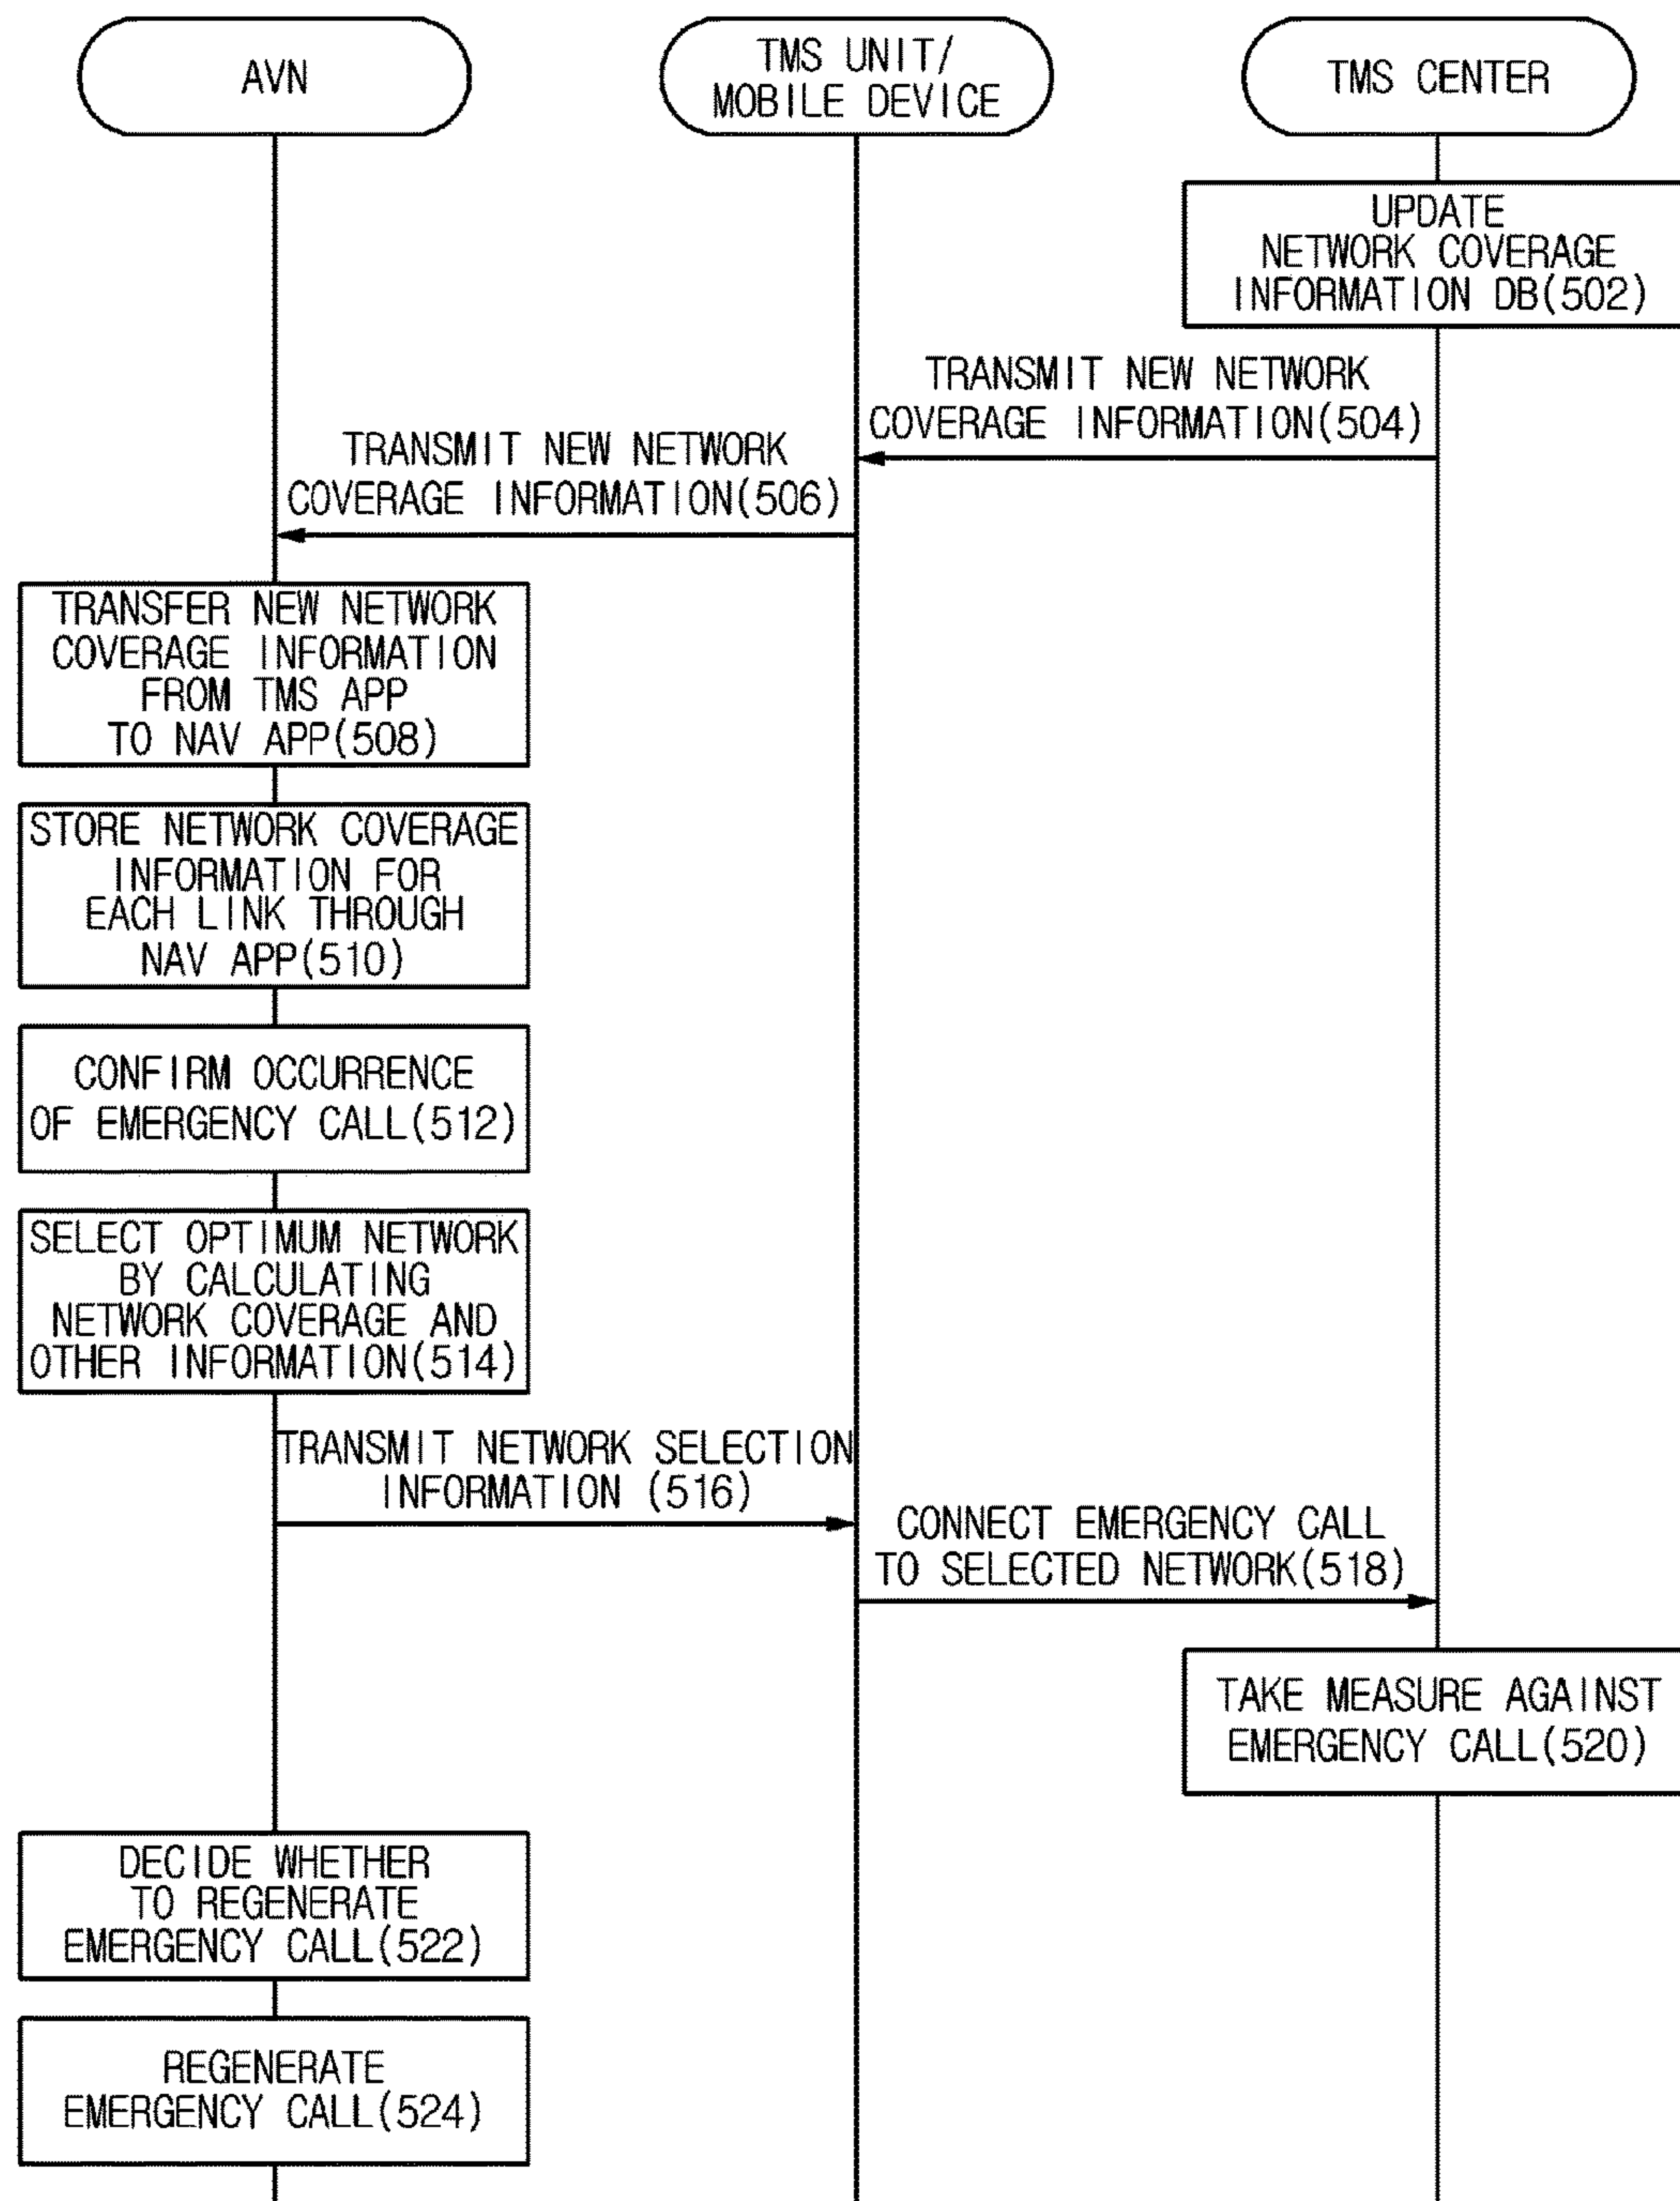 AVN
TMS UNIT/
MOBILE DEVICE
TMS CENTER
UPDATE
NETWORK COVERAGE
INFORMATION DB(502)
TRANSMIT NEW NETWORK
COVERAGE INFORMATION(504)
TRANSMIT NEW NETWORK
COVERAGE INFORMATION(506)
TRANSFER NEW NETWORK
COVERAGE INFORMATION
FROM TMS APP
TO NAV APP(508)
STORE NETWORK COVERAGE
INFORMATION FOR
EACH LINK THROUGH
NAV APP(510)
CONFIRM OCCURRENCE
OF EMERGENCY CALL(512)
SELECT OPTIMUM NETWORK
BY CALCULATING
NETWORK COVERAGE AND
OTHER INFORMATION(514)
TRANSMIT NETWORK SELECTION
INFORMATION (516)
CONNECT EMERGENCY CALL
TO SELECTED NETWORK(518)
TAKE MEASURE AGAINST
EMERGENCY CALL(520)
DECIDE WHETHER
TO REGENERATE
EMERGENCY CALL(522)
REGENERATE
EMERGENCY CALL(524)